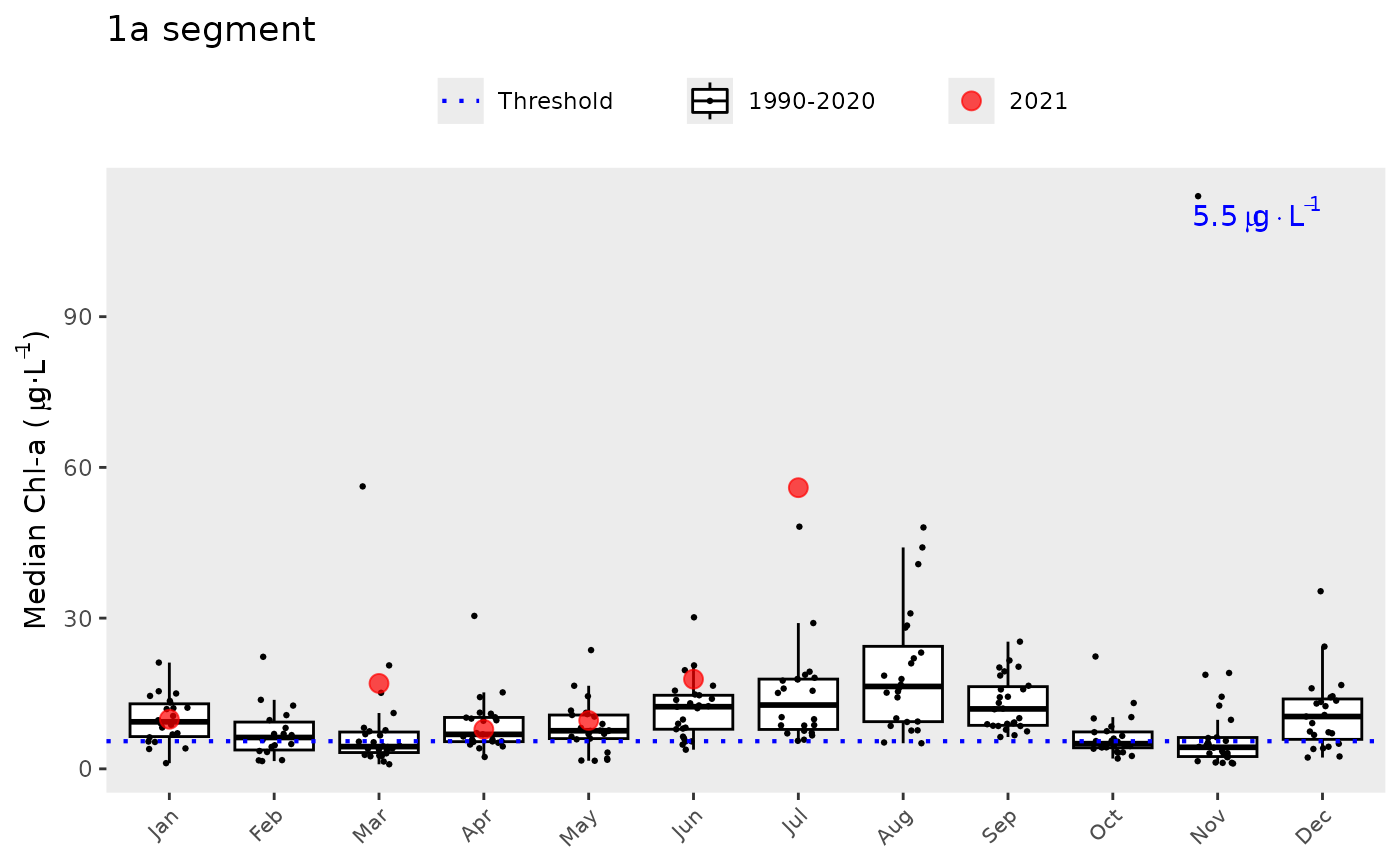 1a segment
Threshold 1990-2020 2021
5.5 μg · L⁻¹
Median Chl-a ( μg·L⁻¹)
90
60
30
0
Jan Feb Mar Apr May Jun Jul Aug Sep Oct Nov Dec